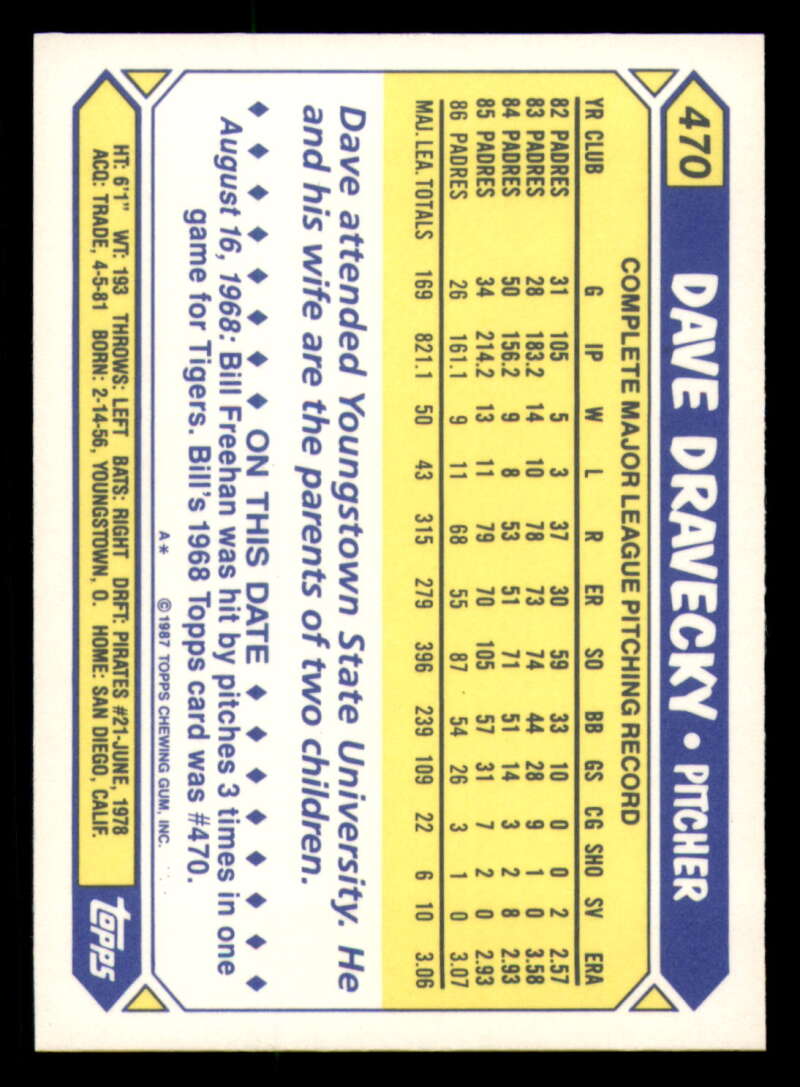 470 DAVE DRAVECKY • PITCHER
COMPLETE MAJOR LEAGUE PITCHING RECORD
YR CLUB G IP W L R ER SO BB GS CG SHO SV ERA
82 PADRES 31 105 5 3 37 30 59 33 10 0 0 2 2.57
83 PADRES 28 183.2 14 10 78 73 74 44 28 9 1 0 3.58
84 PADRES 50 156.2 9 8 53 51 71 51 14 3 2 8 2.93
85 PADRES 34 214.2 13 11 79 70 105 57 31 7 2 0 2.93
86 PADRES 26 161.1 9 11 68 55 87 54 26 3 1 0 3.07
MAJ. LEA. TOTALS 169 821.1 50 43 315 279 396 239 109 22 6 10 3.06
Dave attended Youngstown State University. He
and his wife are the parents of two children.
♦ ♦ ♦ ♦ ♦ ♦ ♦ ♦ ON THIS DATE ♦ ♦ ♦ ♦ ♦ ♦ ♦ ♦
August 16, 1968: Bill Freehan was hit by pitches 3 times in one
game for Tigers. Bill's 1968 Topps card was #470.
A* © 1987 TOPPS CHEWING GUM, INC.
HT: 6'1" WT: 193 THROWS: LEFT BATS: RIGHT DRFT: PIRATES #21-JUNE, 1978
ACQ: TRADE, 4-5-81 BORN: 2-14-56, YOUNGSTOWN, O. HOME: SAN DIEGO, CALIF.
topps